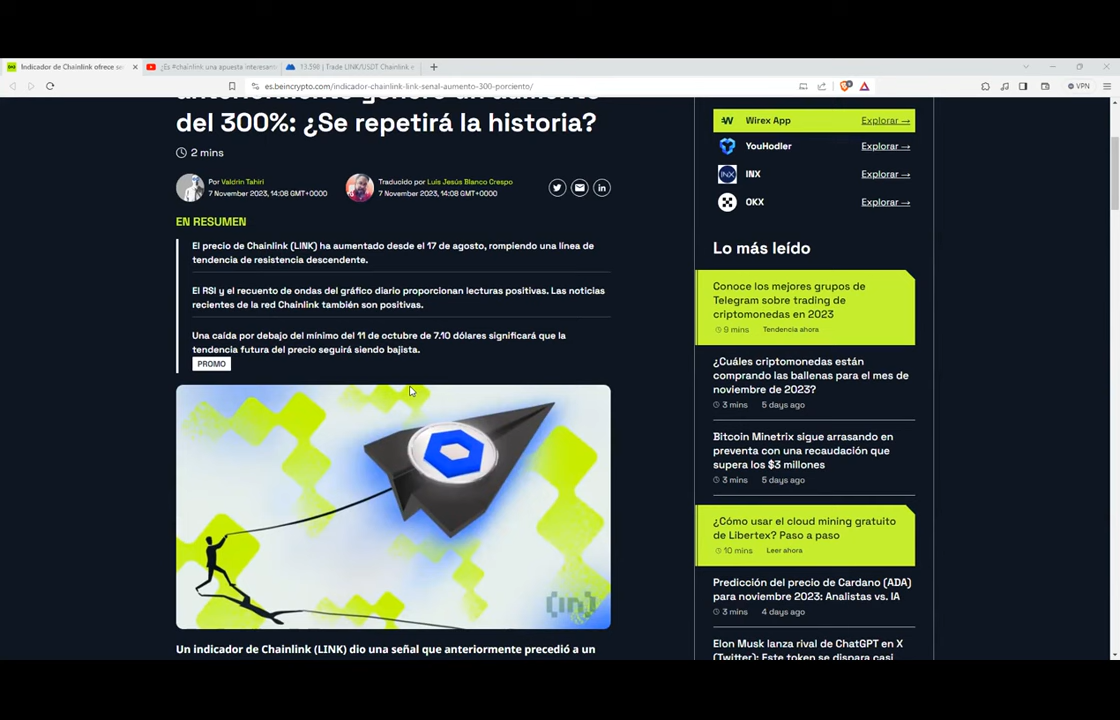 Indicador de Chainlink ofrece se
¿Es #chainlink una apuesta interesant
13.598 | Trade LINK/USDT Chainlink e
es.beincrypto.com/indicador-chainlink-link-senal-aumento-300-porciento/
VPN
anteriormente generó un aumento
del 300%: ¿Se repetirá la historia?
2 mins
Por Valdrin Tahiri
7 November 2023, 14:08 GMT+0000
Traducido por Luis Jesús Blanco Crespo
7 November 2023, 14:08 GMT+0000
EN RESUMEN
El precio de Chainlink (LINK) ha aumentado desde el 17 de agosto, rompiendo una línea de
tendencia de resistencia descendente.
El RSI y el recuento de ondas del gráfico diario proporcionan lecturas positivas. Las noticias
recientes de la red Chainlink también son positivas.
Una caída por debajo del mínimo del 11 de octubre de 7.10 dólares significará que la
tendencia futura del precio seguirá siendo bajista.
PROMO
[in]
Un indicador de Chainlink (LINK) dio una señal que anteriormente precedió a un
Wirex App
Explorar →
YouHodler
Explorar →
INX
INX
Explorar →
OKX
Explorar →
Lo más leído
Conoce los mejores grupos de
Telegram sobre trading de
criptomonedas en 2023
9 mins Tendencia ahora
¿Cuáles criptomonedas están
comprando las ballenas para el mes de
noviembre de 2023?
3 mins 5 days ago
Bitcoin Minetrix sigue arrasando en
preventa con una recaudación que
supera los $3 millones
3 mins 5 days ago
¿Cómo usar el cloud mining gratuito
de Libertex? Paso a paso
10 mins Leer ahora
Predicción del precio de Cardano (ADA)
para noviembre 2023: Analistas vs. IA
3 mins 4 days ago
Elon Musk lanza rival de ChatGPT en X
(Twitter): Este token se dispara casi